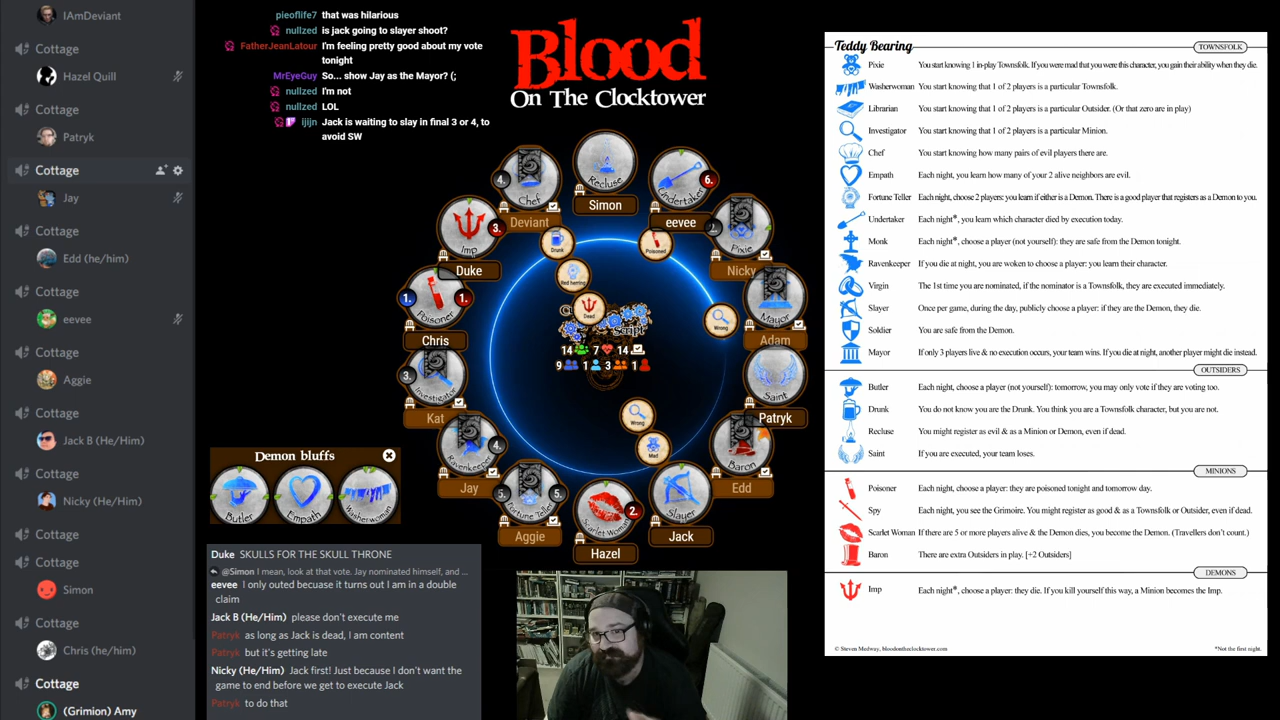 IAmDeviant
Cottage
Hazel Quill
Cottage
Patryk
Cottage
Jay
Cottage
Edd (he/him)
Cottage
eevee
Cottage
Aggie
Cottage
Jack B (He/Him)
Cottage
Nicky (He/Him)
Cottage
Cottage
Simon
Cottage
Chris (he/him)
Cottage
(Grimion) Amy
pieoflife7 that was hilarious
nullzed is jack going to slayer shoot?
FatherJeanLatour I'm feeling pretty good about my vote
tonight
MrEyeGuy So... show Jay as the Mayor? (;
nullzed I'm not
nullzed LOL
ijijn Jack is waiting to slay in final 3 or 4, to
avoid SW
Blood
On The Clocktower
Recluse
Simon
Undertaker
6.
eevee
Pixie
Nicky
Mayor
Adam
Saint
Patryk
Baron
Edd
Slayer
Jack
Scarlet Woman
2.
Hazel
Fortune Teller
5.
5.
Aggie
Ravenkeeper
4.
Jay
Investigator
3.
Kat
Poisoner
1.
1.
Chris
Imp
3.
Duke
Chef
4.
Deviant
Drunk
Poisoned
Red herring
Dead
Wrong
Wrong
Mad
14 7 14
9 1 3 1
Demon bluffs
Butler
Empath
Washerwoman
Duke SKULLS FOR THE SKULL THRONE
@Simon I mean, look at that vote. Jay nominated himself, and ...
eevee I only outed because it turns out I am in a double
claim
Jack B (He/Him) please don't execute me
Patryk as long as Jack is dead, I am content
Patryk but it's getting late
Nicky (He/Him) Jack first! Just because I don't want the
game to end before we get to execute Jack
Patryk to do that
Teddy Bearing
TOWNSFOLK
Pixie You start knowing 1 in-play Townsfolk. If you were mad that you were this character, you gain their ability when they die.
Washerwoman You start knowing that 1 of 2 players is a particular Townsfolk.
Librarian You start knowing that 1 of 2 players is a particular Outsider. (Or that zero are in play)
Investigator You start knowing that 1 of 2 players is a particular Minion.
Chef You start knowing how many pairs of evil players there are.
Empath Each night, you learn how many of your 2 alive neighbors are evil.
Fortune Teller Each night, choose 2 players: you learn if either is a Demon. There is a good player that registers as a Demon to you.
Undertaker Each night*, you learn which character died by execution today.
Monk Each night*, choose a player (not yourself): they are safe from the Demon tonight.
Ravenkeeper If you die at night, you are woken to choose a player: you learn their character.
Virgin The 1st time you are nominated, if the nominator is a Townsfolk, they are executed immediately.
Slayer Once per game, during the day, publicly choose a player: if they are the Demon, they die.
Soldier You are safe from the Demon.
Mayor If only 3 players live & no execution occurs, your team wins. If you die at night, another player might die instead.
OUTSIDERS
Butler Each night, choose a player (not yourself): tomorrow, you may only vote if they are voting too.
Drunk You do not know you are the Drunk. You think you are a Townsfolk character, but you are not.
Recluse You might register as evil & as a Minion or Demon, even if dead.
Saint If you are executed, your team loses.
MINIONS
Poisoner Each night, choose a player: they are poisoned tonight and tomorrow day.
Spy Each night, you see the Grimoire. You might register as good & as a Townsfolk or Outsider, even if dead.
Scarlet Woman If there are 5 or more players alive & the Demon dies, you become the Demon. (Travellers don't count.)
Baron There are extra Outsiders in play. [+2 Outsiders]
DEMONS
Imp Each night*, choose a player: they die. If you kill yourself this way, a Minion becomes the Imp.
© Steven Medway, bloodontheclocktower.com
*Not the first night.